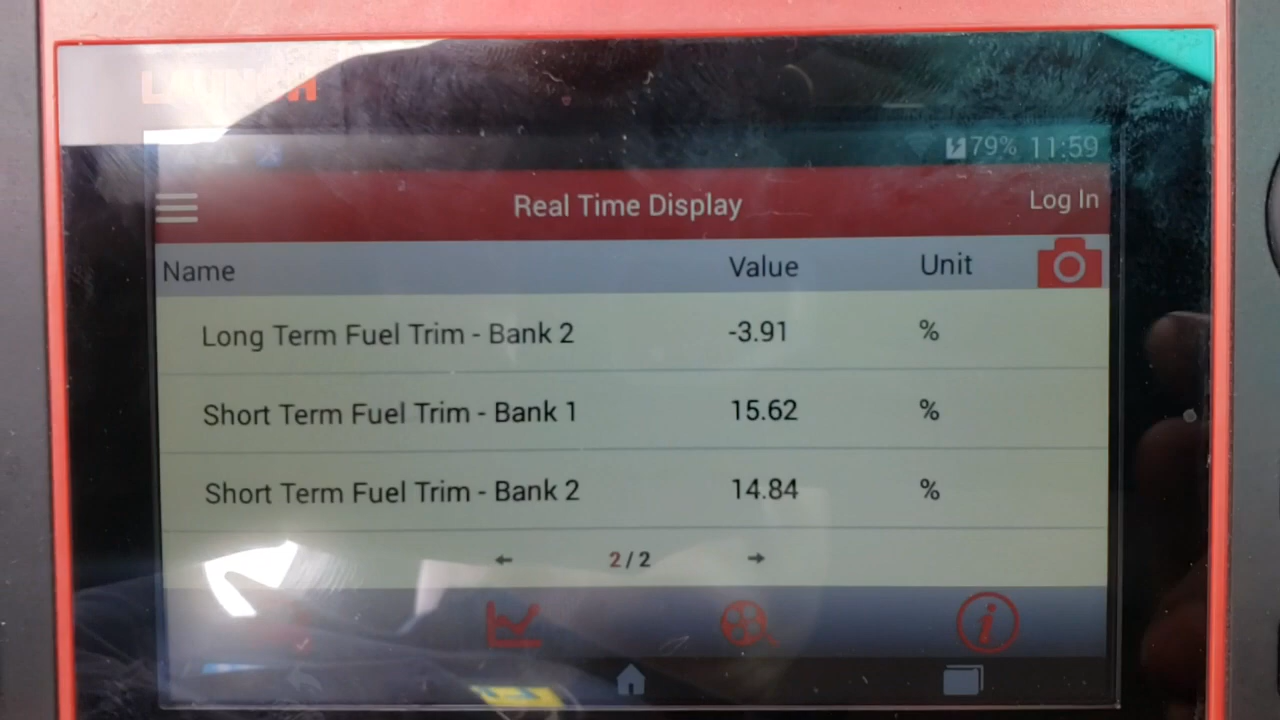 LAUNCH
79% 11:59
Real Time Display Log In
Name Value Unit
Long Term Fuel Trim - Bank 2 -3.91 %
Short Term Fuel Trim - Bank 1 15.62 %
Short Term Fuel Trim - Bank 2 14.84 %
2/2